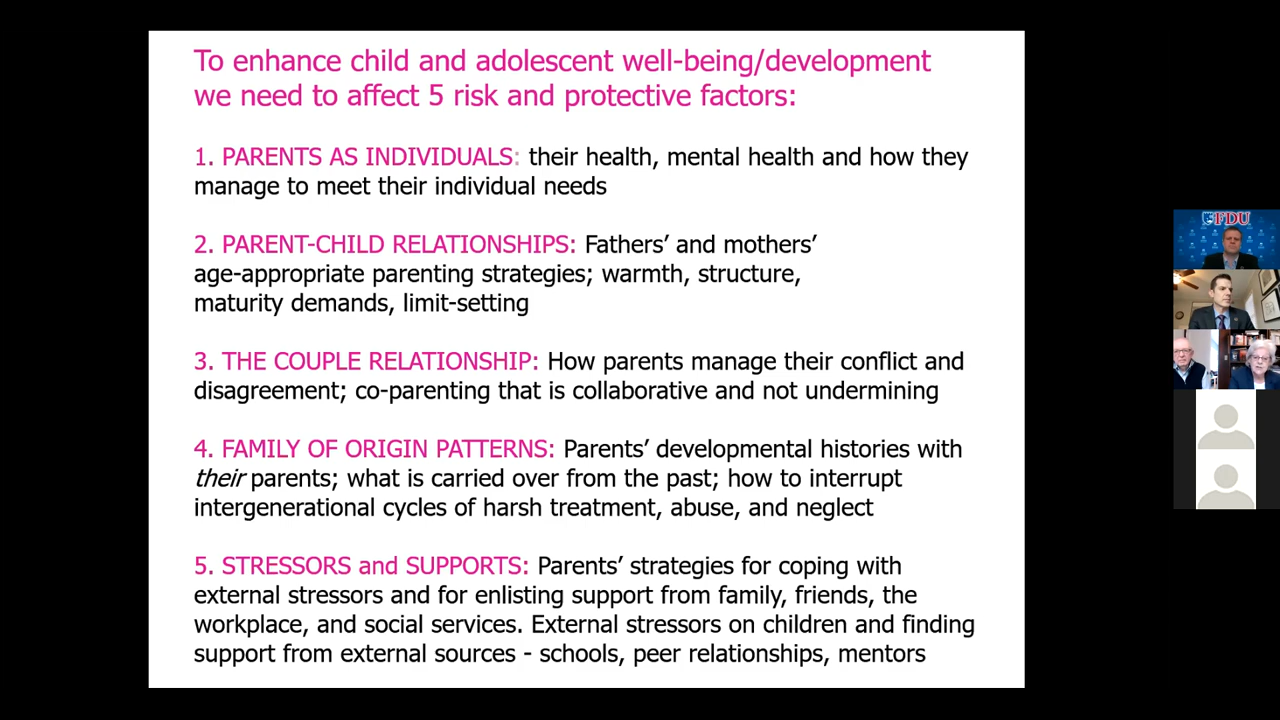 To enhance child and adolescent well-being/development
we need to affect 5 risk and protective factors:
1. PARENTS AS INDIVIDUALS: their health, mental health and how they
manage to meet their individual needs
2. PARENT-CHILD RELATIONSHIPS: Fathers’ and mothers’
age-appropriate parenting strategies; warmth, structure,
maturity demands, limit-setting
3. THE COUPLE RELATIONSHIP: How parents manage their conflict and
disagreement; co-parenting that is collaborative and not undermining
4. FAMILY OF ORIGIN PATTERNS: Parents’ developmental histories with
their parents; what is carried over from the past; how to interrupt
intergenerational cycles of harsh treatment, abuse, and neglect
5. STRESSORS and SUPPORTS: Parents’ strategies for coping with
external stressors and for enlisting support from family, friends, the
workplace, and social services. External stressors on children and finding
support from external sources - schools, peer relationships, mentors
FDU